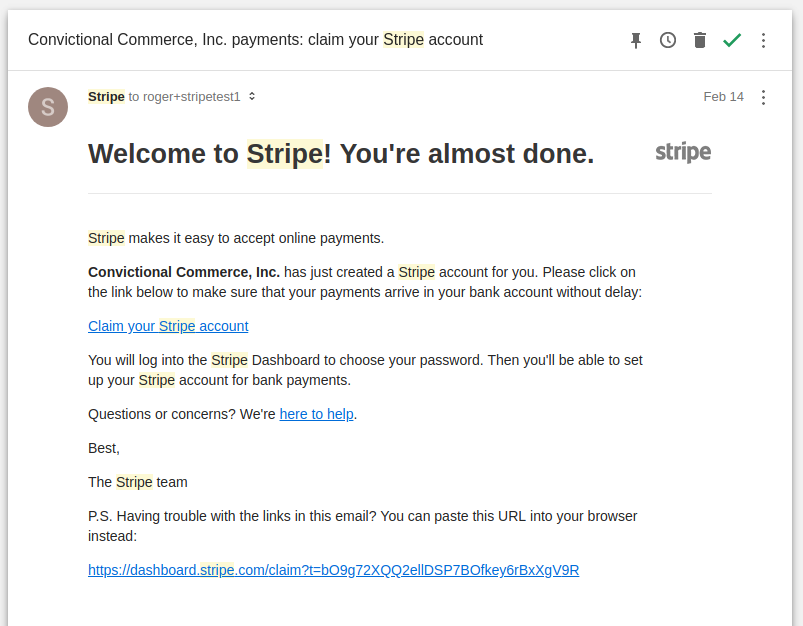 Convictional Commerce, Inc. payments: claim your Stripe account
S
Stripe to roger+stripetest1
Feb 14
Welcome to Stripe! You're almost done.
stripe
Stripe makes it easy to accept online payments.
Convictional Commerce, Inc. has just created a Stripe account for you. Please click on
the link below to make sure that your payments arrive in your bank account without delay:
Claim your Stripe account
You will log into the Stripe Dashboard to choose your password. Then you'll be able to set
up your Stripe account for bank payments.
Questions or concerns? We're here to help.
Best,
The Stripe team
P.S. Having trouble with the links in this email? You can paste this URL into your browser
instead:
https://dashboard.stripe.com/claim?t=bO9g72XQQ2ellDSP7BOfkey6rBxXgV9R